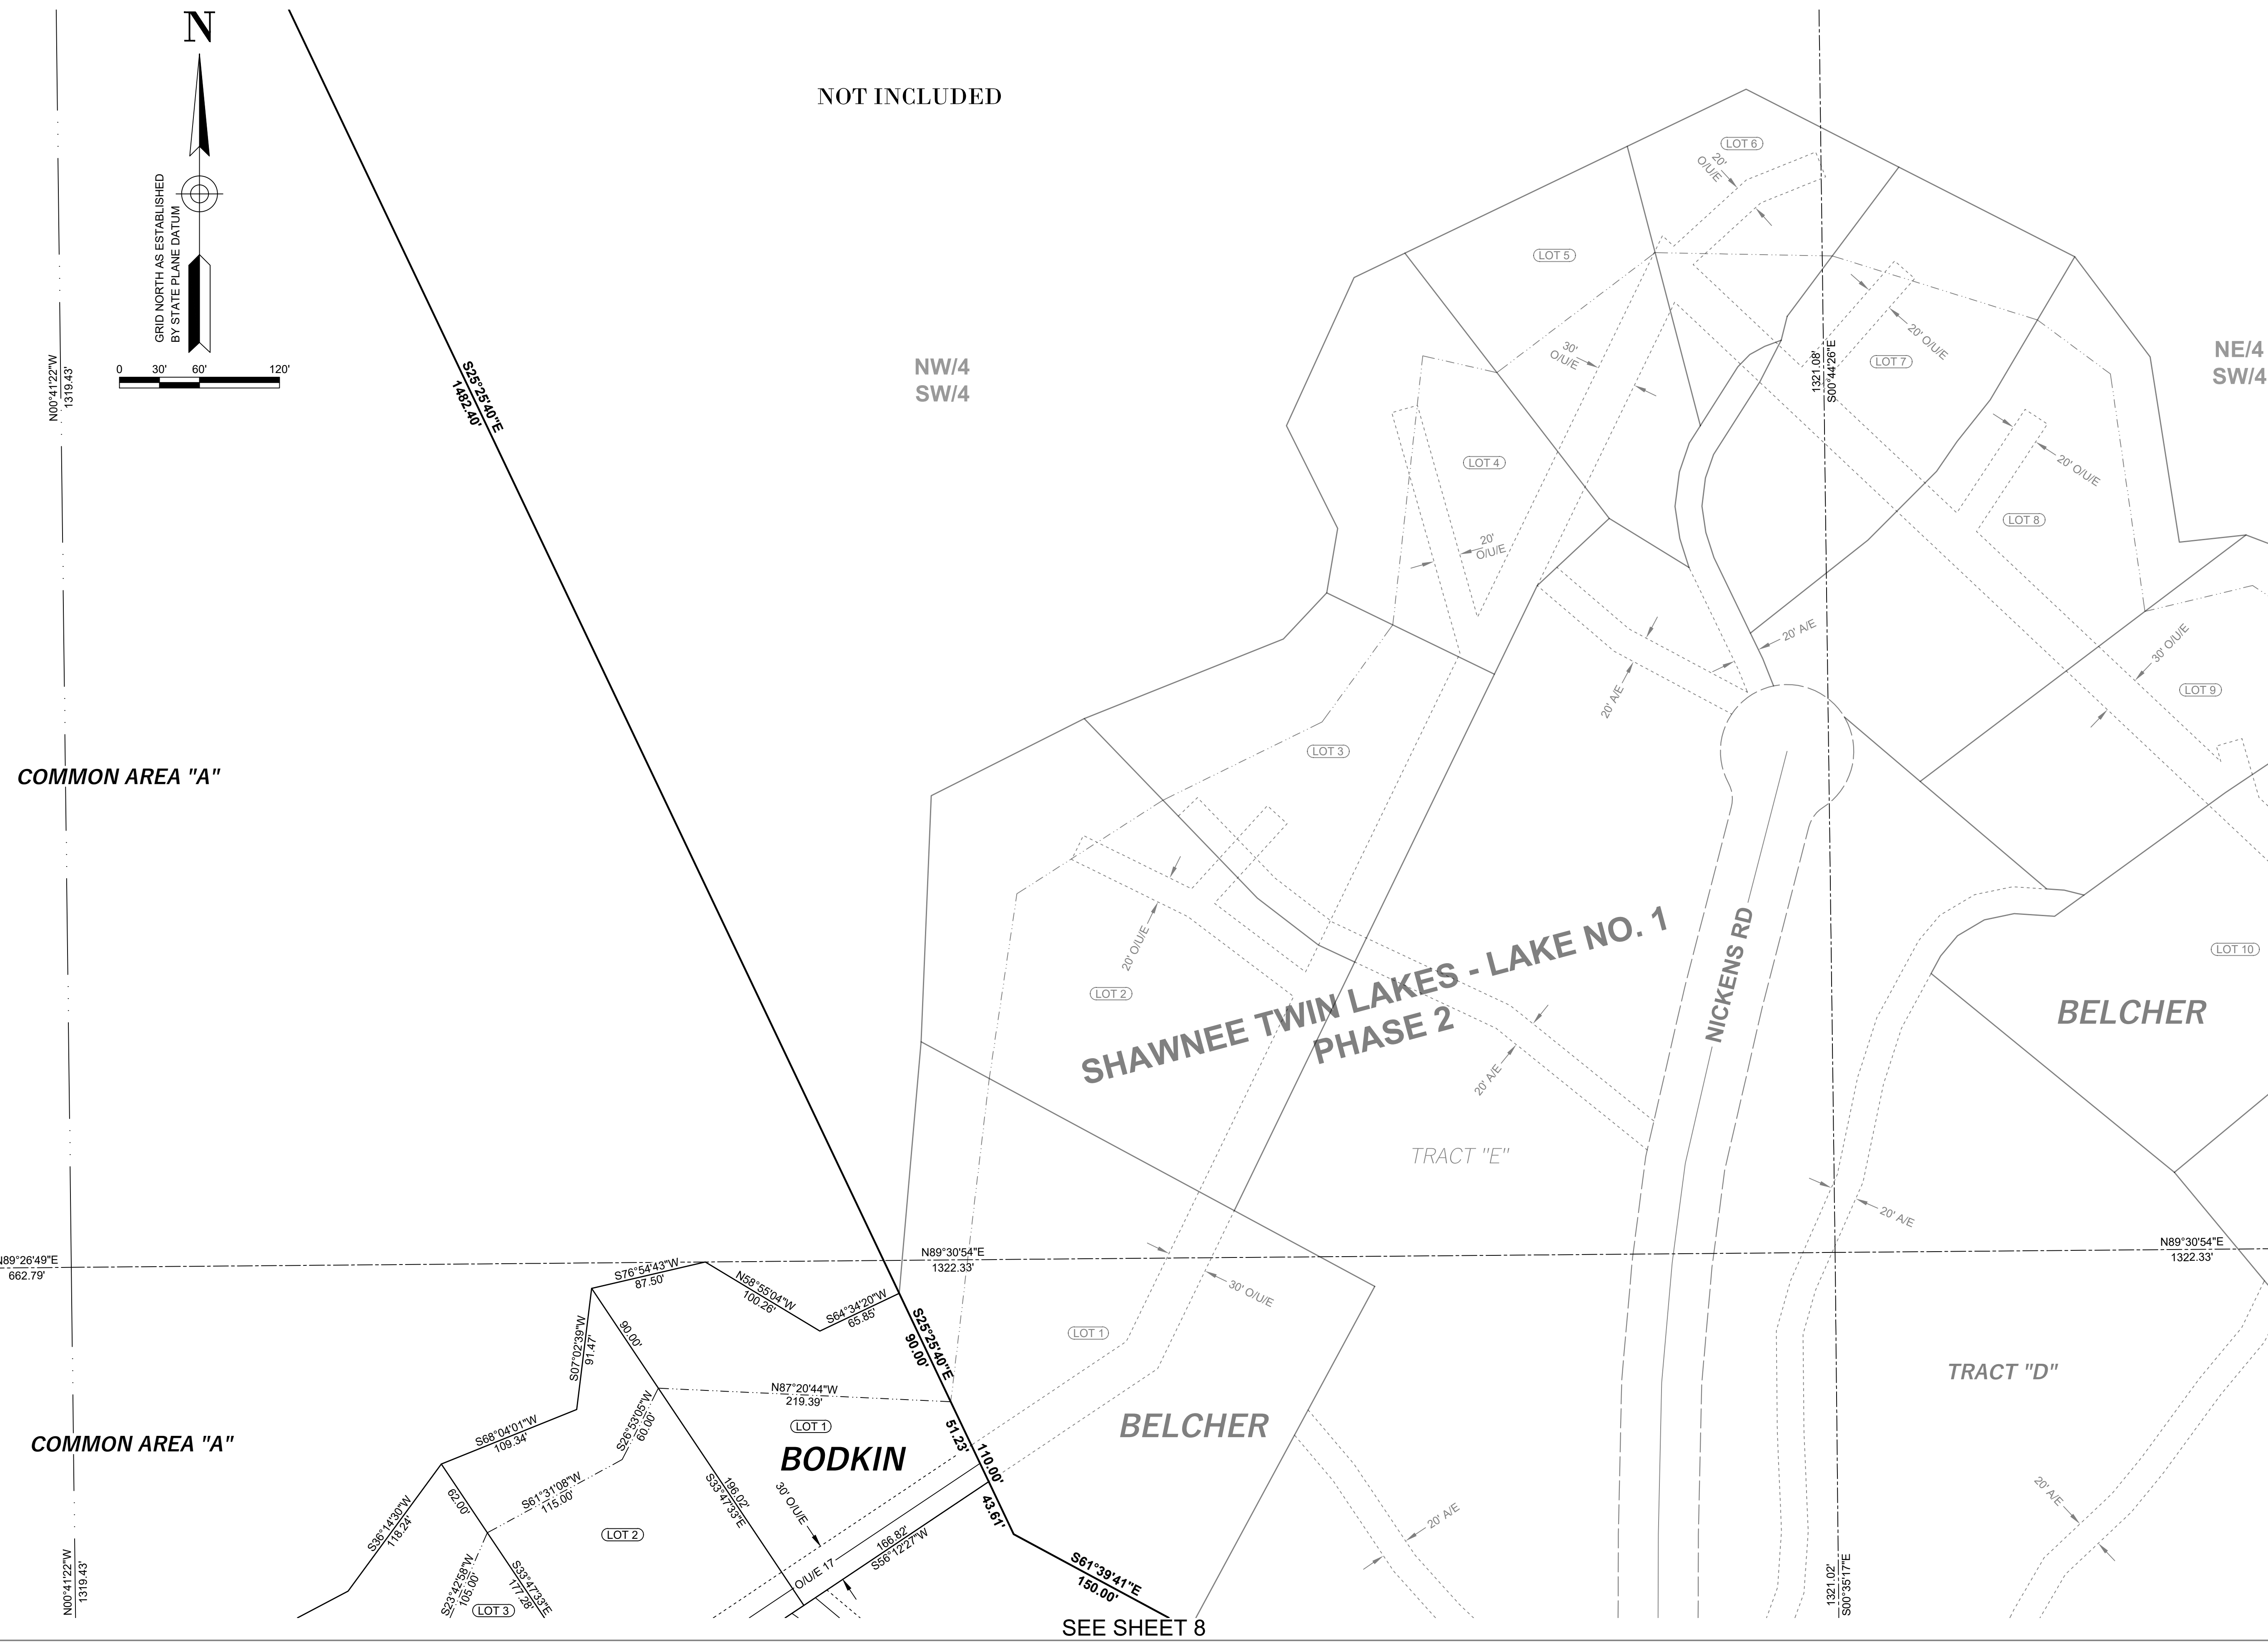 N
NOT INCLUDED
GRID NORTH AS ESTABLISHED
BY STATE PLANE DATUM
0 30' 60' 120'
N00°41'22"W
1319.43'
S25°25'40"E
1482.40'
NW/4
SW/4
NE/4
SW/4
LOT 6
20'
O/U/E
LOT 5
30'
O/U/E
20' O/U/E
LOT 7
1321.08'
S00°44'26"E
LOT 4
20'
O/U/E
20' O/U/E
LOT 8
20' A/E
20' A/E
30' O/U/E
LOT 9
LOT 3
COMMON AREA "A"
20' O/U/E
LOT 2
SHAWNEE TWIN LAKES - LAKE NO. 1
PHASE 2
NICKENS RD
LOT 10
BELCHER
20' A/E
TRACT "E"
20' A/E
N89°26'49"E
662.79'
N89°30'54"E
1322.33'
N89°30'54"E
1322.33'
S76°54'43"W
87.50'
N58°55'04"W
100.26'
S64°34'20"W
65.85'
30' O/U/E
S25°25'40"E
90.00'
LOT 1
S07°02'39"W
91.47'
90.00'
N87°20'44"W
219.39'
TRACT "D"
S26°53'05"W
60.00'
LOT 1
BODKIN
BELCHER
COMMON AREA "A"
S68°04'01"W
109.34'
51.23'
110.00'
43.61'
S61°31'08"W
115.00'
196.02'
S33°47'33"E
30' O/U/E
62.00'
S36°14'30"W
118.24'
LOT 2
166.82'
S56°12'27"W
O/U/E 17
20' A/E
20' A/E
N00°41'22"W
1319.43'
S23°42'58"W
105.00'
S33°47'33"E
177.28'
LOT 3
S61°39'41"E
150.00'
1321.02'
S00°35'17"E
SEE SHEET 8